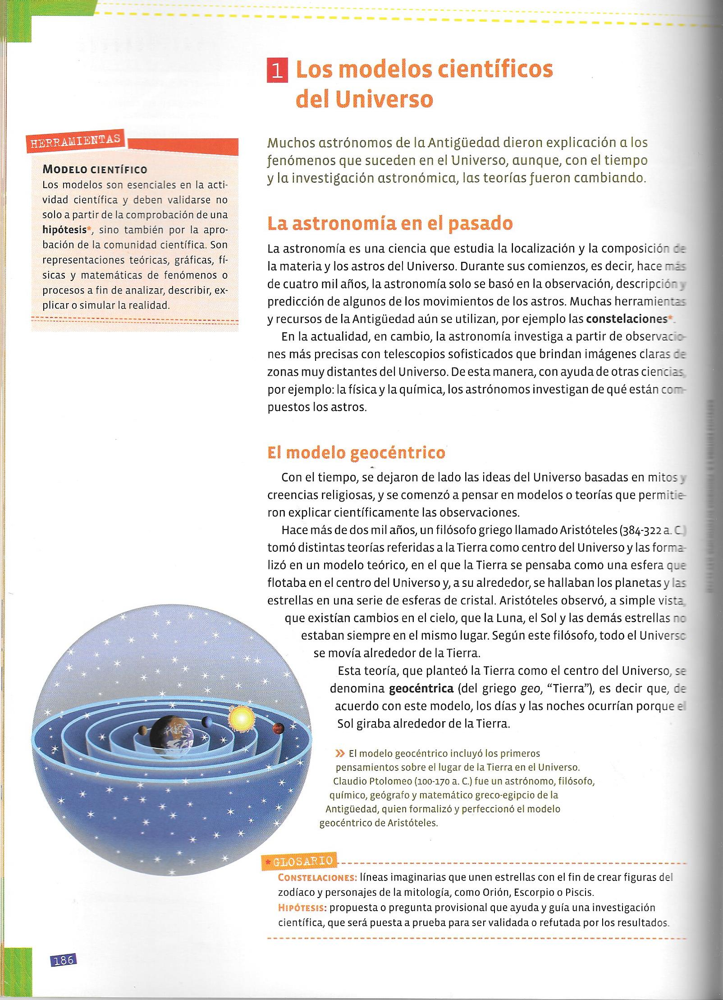 1 Los modelos científicos
del Universo
HERRAMIENTAS
MODELO CIENTÍFICO
Los modelos son esenciales en la acti-
vidad científica y deben validarse no
solo a partir de la comprobación de una
hipótesis*, sino también por la apro-
bación de la comunidad científica. Son
representaciones teóricas, gráficas, fí-
sicas y matemáticas de fenómenos o
procesos a fin de analizar, describir, ex-
plicar o simular la realidad.
Muchos astrónomos de la Antigüedad dieron explicación a los
fenómenos que suceden en el Universo, aunque, con el tiempo
y la investigación astronómica, las teorías fueron cambiando.
La astronomía en el pasado
La astronomía es una ciencia que estudia la localización y la composición de
la materia y los astros del Universo. Durante sus comienzos, es decir, hace más
de cuatro mil años, la astronomía solo se basó en la observación, descripción y
predicción de algunos de los movimientos de los astros. Muchas herramientas
y recursos de la Antigüedad aún se utilizan, por ejemplo las constelaciones*.
En la actualidad, en cambio, la astronomía investiga a partir de observacio-
nes más precisas con telescopios sofisticados que brindan imágenes claras de
zonas muy distantes del Universo. De esta manera, con ayuda de otras ciencias,
por ejemplo: la física y la química, los astrónomos investigan de qué están com-
puestos los astros.
El modelo geocéntrico
Con el tiempo, se dejaron de lado las ideas del Universo basadas en mitos y
creencias religiosas, y se comenzó a pensar en modelos o teorías que permitie-
ron explicar científicamente las observaciones.
Hace más de dos mil años, un filósofo griego llamado Aristóteles (384-322 a. C.)
tomó distintas teorías referidas a la Tierra como centro del Universo y las forma-
lizó en un modelo teórico, en el que la Tierra se pensaba como una esfera que
flotaba en el centro del Universo y, a su alrededor, se hallaban los planetas y las
estrellas en una serie de esferas de cristal. Aristóteles observó, a simple vista,
que existían cambios en el cielo, que la Luna, el Sol y las demás estrellas no
estaban siempre en el mismo lugar. Según este filósofo, todo el Universo
se movía alrededor de la Tierra.
Esta teoría, que planteó la Tierra como el centro del Universo, se
denomina geocéntrica (del griego geo, “Tierra”), es decir que, de
acuerdo con este modelo, los días y las noches ocurrían porque el
Sol giraba alrededor de la Tierra.
» El modelo geocéntrico incluyó los primeros
pensamientos sobre el lugar de la Tierra en el Universo.
Claudio Ptolomeo (100-170 a. C.) fue un astrónomo, filósofo,
químico, geógrafo y matemático greco-egipcio de la
Antigüedad, quien formalizó y perfeccionó el modelo
geocéntrico de Aristóteles.
* GLOSARIO
CONSTELACIONES: líneas imaginarias que unen estrellas con el fin de crear figuras del
zodíaco y personajes de la mitología, como Orión, Escorpio o Piscis.
HIPÓTESIS: propuesta o pregunta provisional que ayuda y guía una investigación
científica, que será puesta a prueba para ser validada o refutada por los resultados.
186